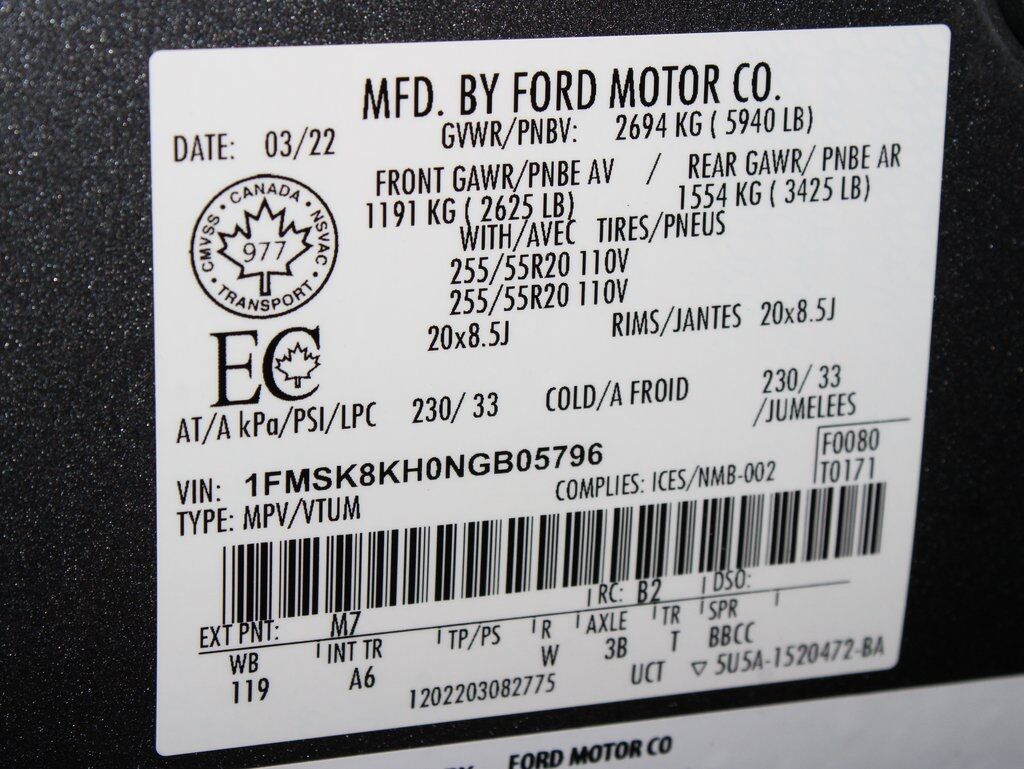 MFD. BY FORD MOTOR CO.
DATE: 03/22
GVWR/PNBV: 2694 KG ( 5940 LB)
FRONT GAWR/PNBE AV / REAR GAWR/ PNBE AR
1191 KG ( 2625 LB) 1554 KG ( 3425 LB)
WITH/AVEC TIRES/PNEUS
255/55R20 110V
255/55R20 110V
20x8.5J RIMS/JANTES 20x8.5J
CANADA
CMVSS • NSVAC
977
TRANSPORT
EC
AT/A kPa/PSI/LPC 230/ 33 COLD/A FROID 230/ 33
/JUMELEES
VIN: 1FMSK8KH0NGB05796
F0080
T0171
TYPE: MPV/VTUM COMPLIES: ICES/NMB-002
EXT PNT: M7 RC: B2 DSO:
WB INT TR TP/PS R AXLE TR SPR
119 A6 W 3B T BBCC
1202203082775 UCT ▽ 5U5A-1520472-BA
FORD MOTOR CO